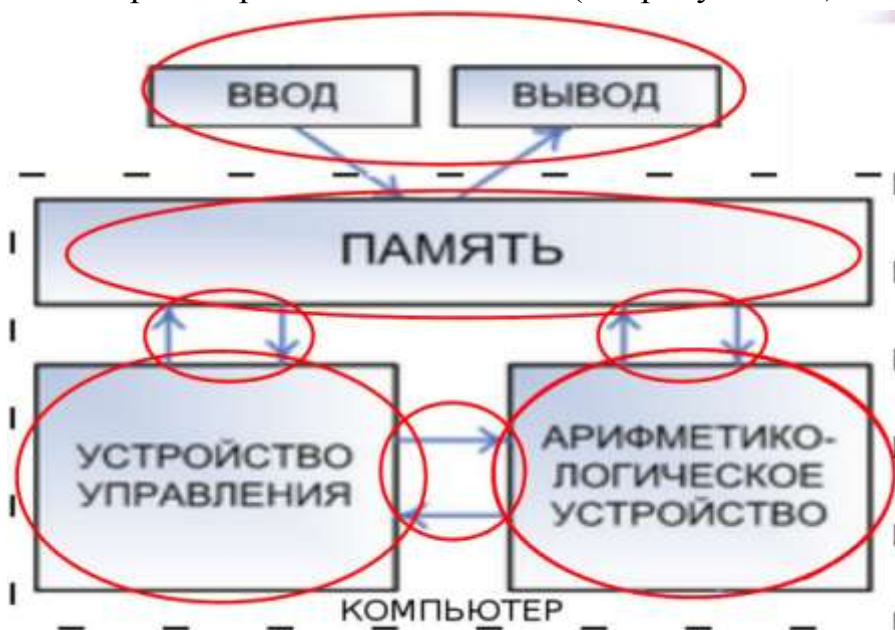 ВВОД
ВЫВОД
ПАМЯТЬ
УСТРОЙСТВО
УПРАВЛЕНИЯ
АРИФМЕТИКО-
ЛОГИЧЕСКОЕ
УСТРОЙСТВО
КОМПЬЮТЕР